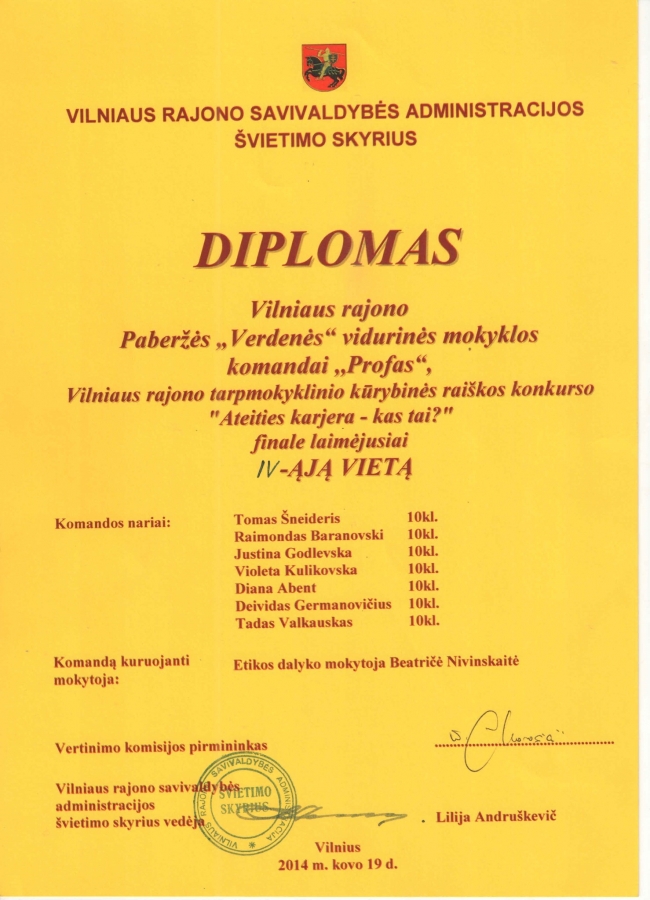 VILNIAUS RAJONO SAVIVALDYBĖS ADMINISTRACIJOS
ŠVIETIMO SKYRIUS
DIPLOMAS
Vilniaus rajono
Paberžės „Verdenės“ vidurinės mokyklos
komandai ,,Profas“,
Vilniaus rajono tarpmokyklinio kūrybinės raiškos konkurso
"Ateities karjera - kas tai?"
finale laimėjusiai
IV-ĄJĄ VIETĄ
Komandos nariai:
Tomas Šneideris 10kl.
Raimondas Baranovski 10kl.
Justina Godlevska 10kl.
Violeta Kulikovska 10kl.
Diana Abent 10kl.
Deividas Germanovičius 10kl.
Tadas Valkauskas 10kl.
Komandą kuruojanti mokytoja: Etikos dalyko mokytoja Beatričė Nivinskaitė
Vertinimo komisijos pirmininkas
Vilniaus rajono savivaldybės
administracijos
švietimo skyrius vedėja
Lilija Andruškevič
VILNIAUS RAJONO SAVIVALDYBĖS ADMINISTRACIJA
ŠVIETIMO
SKYRIUS
Vilnius
2014 m. kovo 19 d.